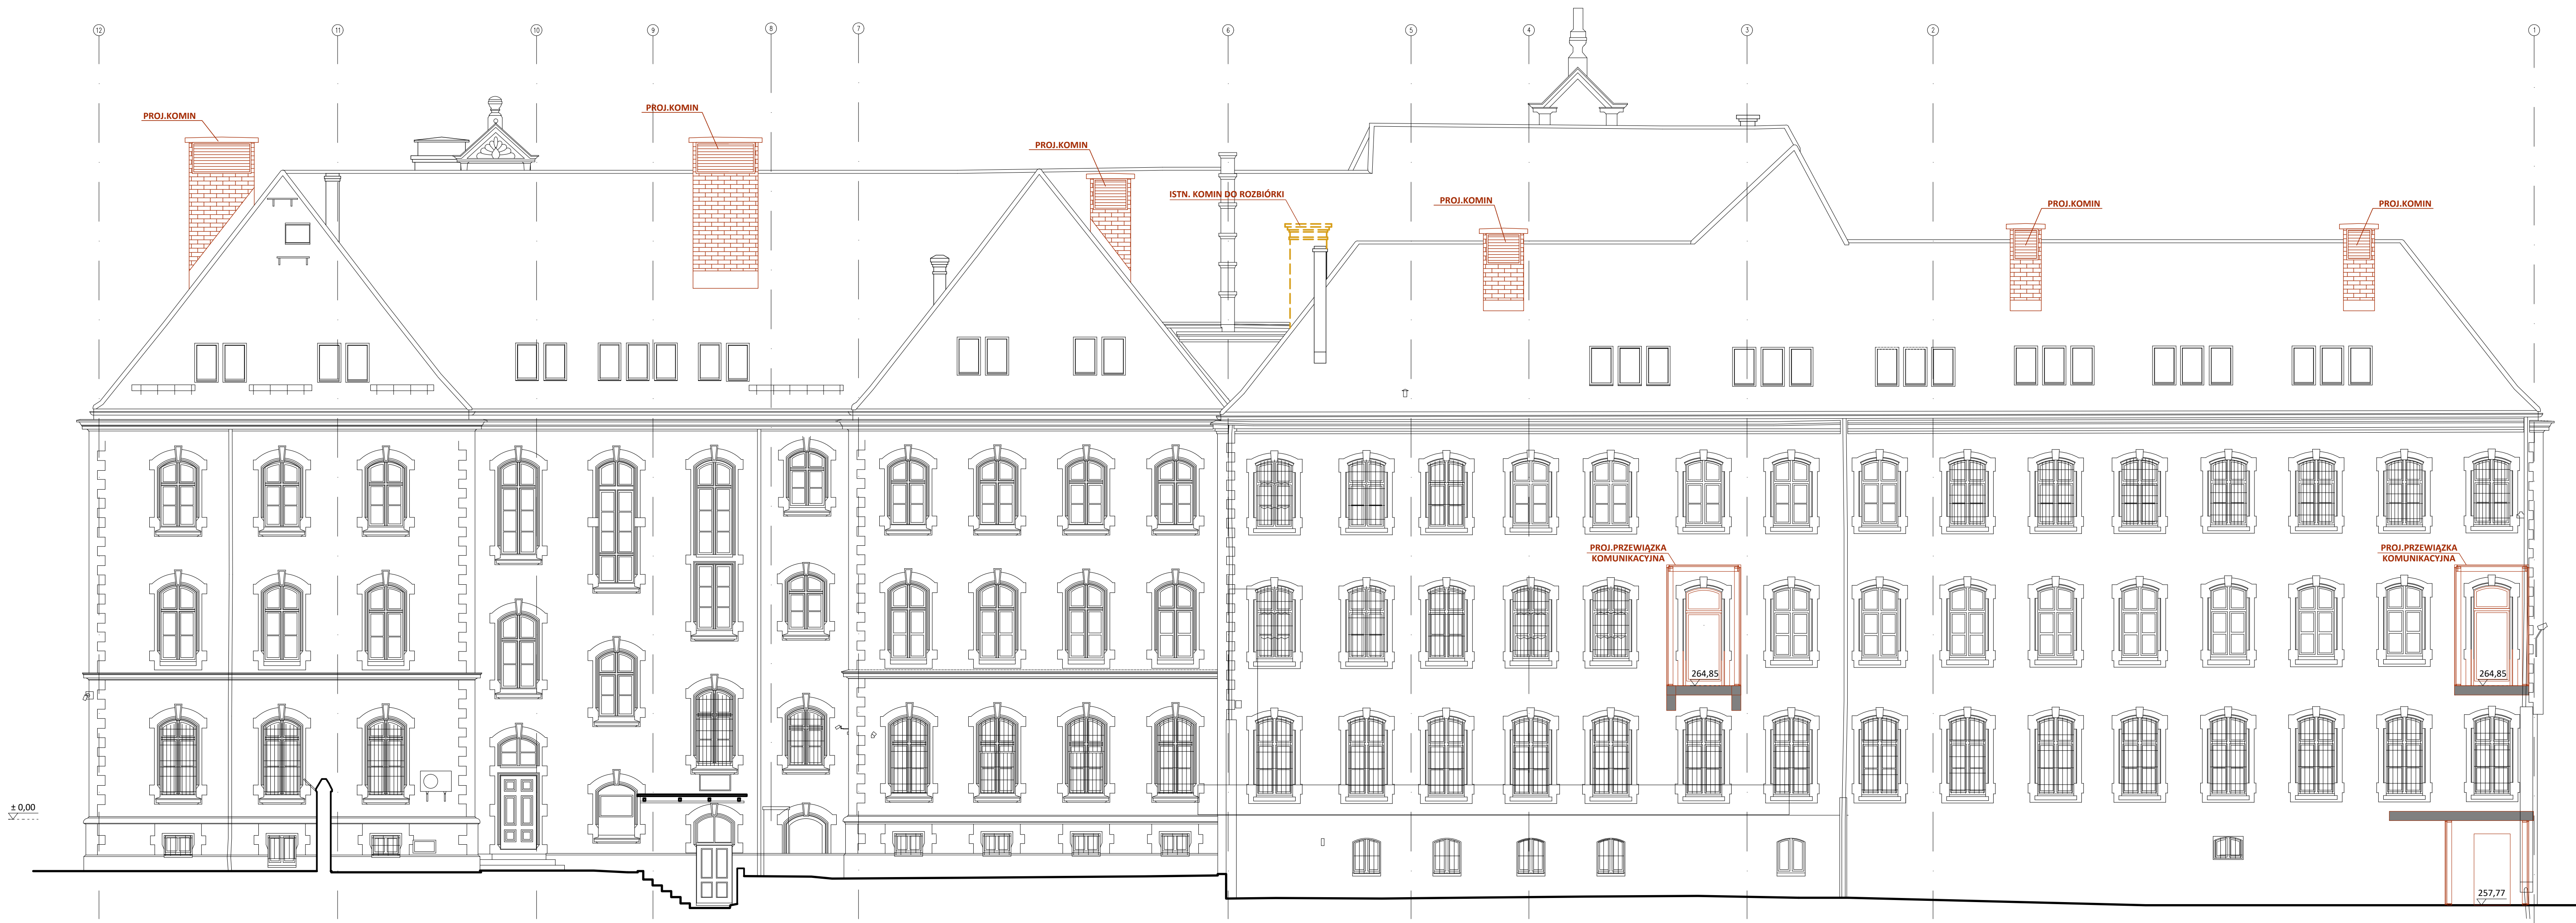 12 11 10 9 8 7 6 5 4 3 2 1
PROJ.KOMIN
PROJ.KOMIN
PROJ.KOMIN
ISTN. KOMIN DO ROZBIÓRKI
PROJ.KOMIN
PROJ.KOMIN
PROJ.KOMIN
PROJ.PRZEWIĄZKA
KOMUNIKACYJNA
PROJ.PRZEWIĄZKA
KOMUNIKACYJNA
264,85
264,85
± 0,00
257,77